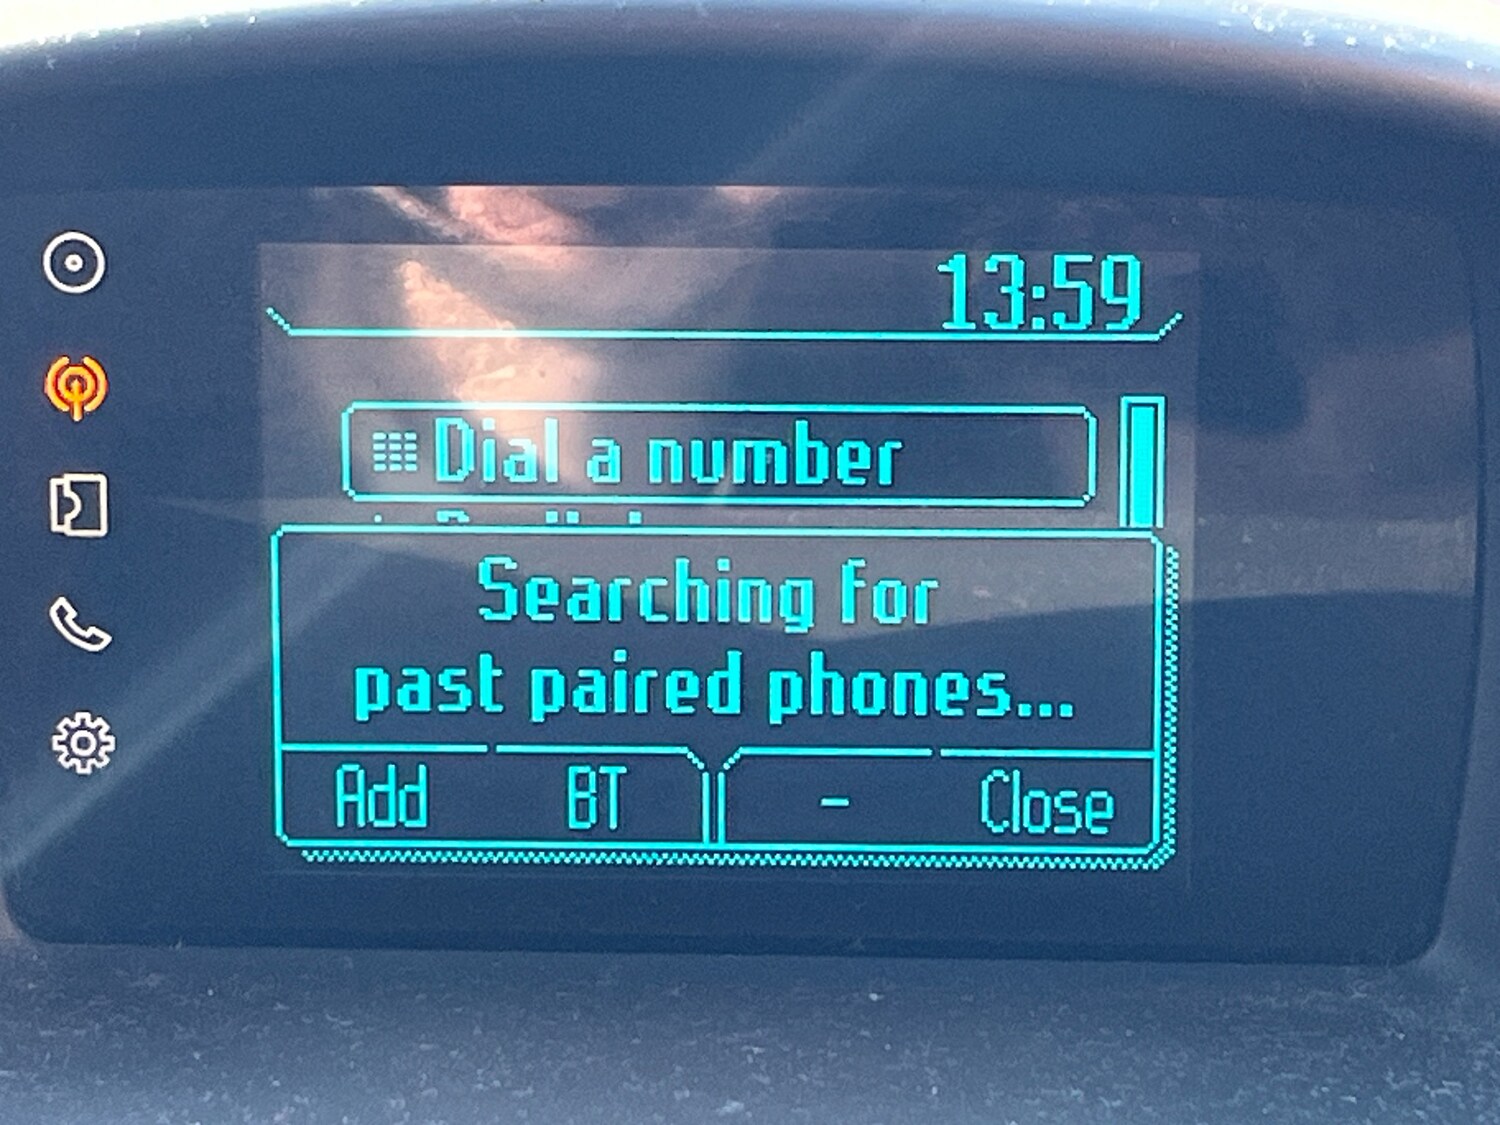 13:59
Dial a number
Searching for
past paired phones...
Add BT - Close